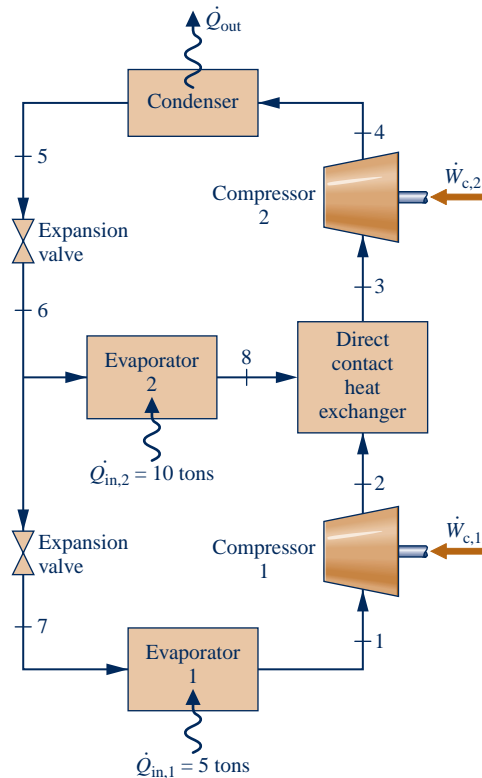 Q̇out
Condenser
4
5
Ẇc,2
Compressor
2
Expansion
valve
3
6
Direct
contact
heat
exchanger
Evaporator
2
8
Q̇in,2 = 10 tons
2
Ẇc,1
Compressor
1
Expansion
valve
7
1
Evaporator
1
Q̇in,1 = 5 tons